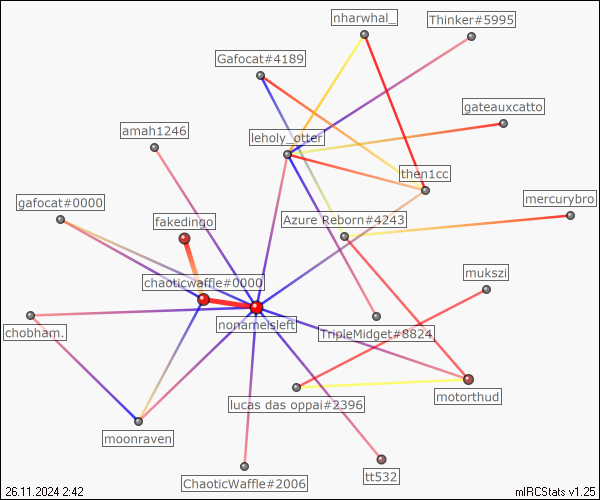 nharwhal_
Thinker#5995
Gafocat#4189
gateauxcatto
amah1246
leholy_otter
then1cc
mercurybro
gafocat#0000
fakedingo
Azure Reborn#4243
mukszi
chaoticwaffle#0000
nonameisleft
chobham.
TripleMidget#8824
motorthud
lucas das oppai#2396
moonraven
tt532
ChaoticWaffle#2006
26.11.2024 2:42
mIRCStats v1.25